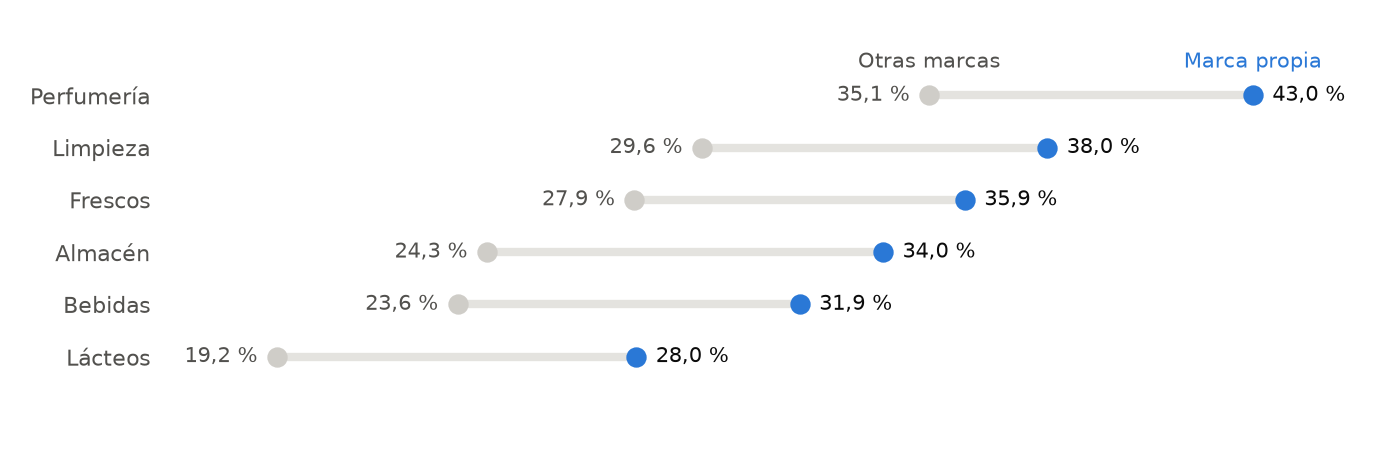 Otras marcas Marca propia
Perfumería 35,1 % 43,0 %
Limpieza 29,6 % 38,0 %
Frescos 27,9 % 35,9 %
Almacén 24,3 % 34,0 %
Bebidas 23,6 % 31,9 %
Lácteos 19,2 % 28,0 %